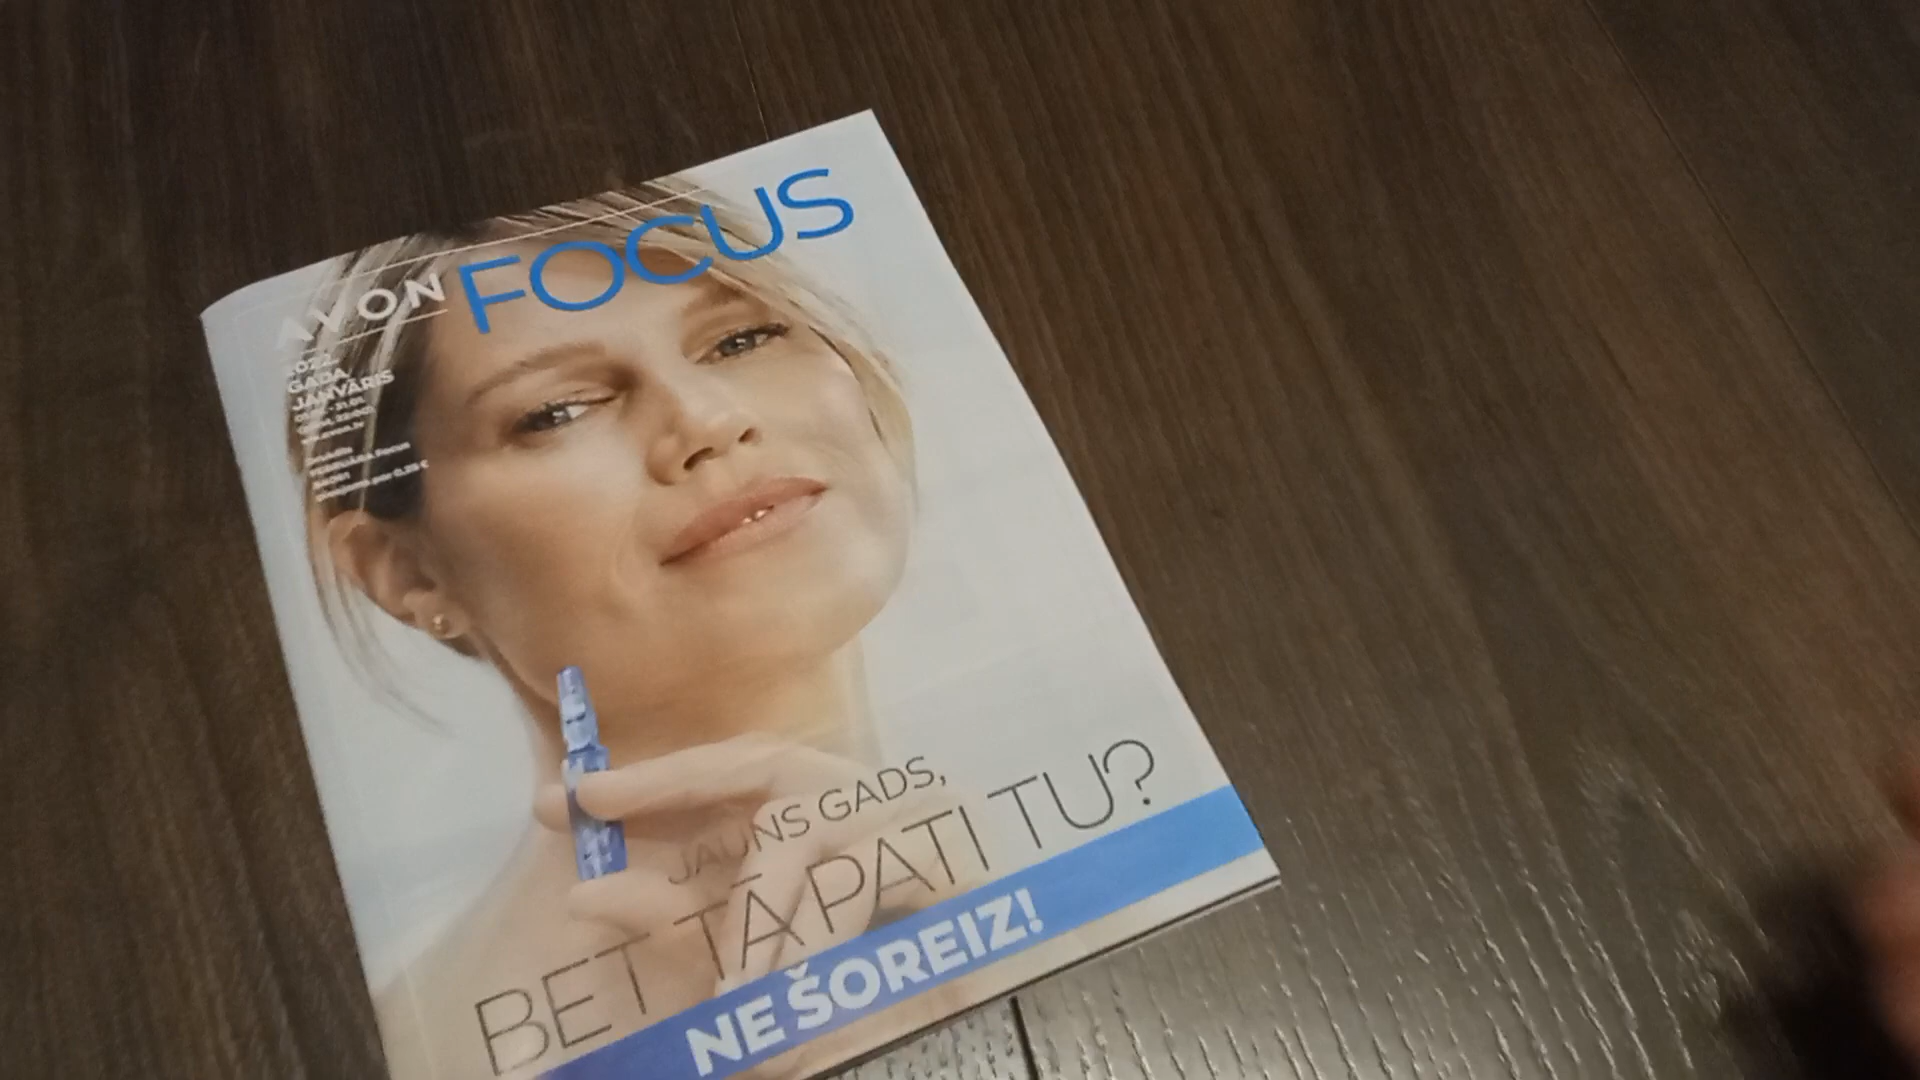 AVON FOCUS
2022.
GADA
JANVĀRIS
JAUNS GADS,
BET TĀ PATI TU?
NE ŠOREIZ!